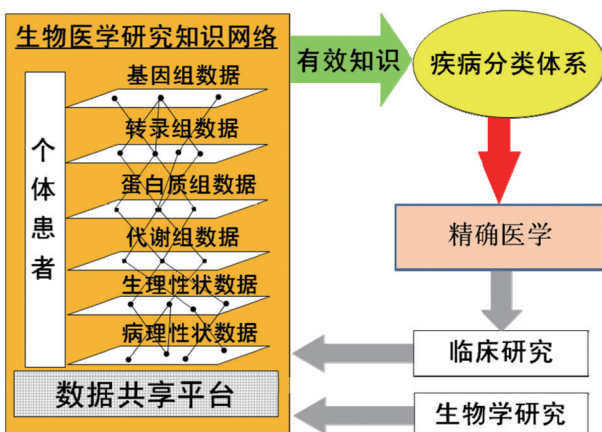 生物医学研究知识网络
基因组数据
转录组数据
蛋白质组数据
代谢组数据
生理性状数据
病理性状数据
个体患者
数据共享平台
有效知识
疾病分类体系
精确医学
临床研究
生物学研究